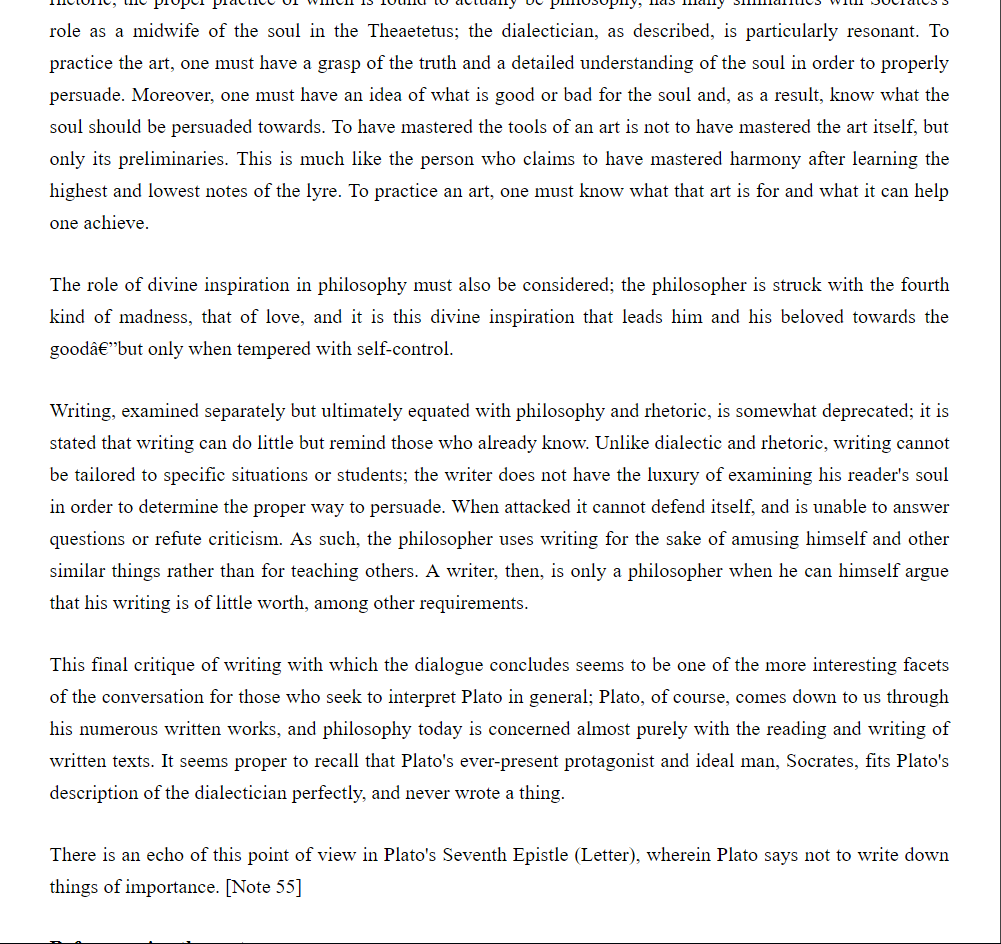 rhetoric, the proper practice of which is found to actually be philosophy, has many similarities with Socrates's
role as a midwife of the soul in the Theaetetus; the dialectician, as described, is particularly resonant. To
practice the art, one must have a grasp of the truth and a detailed understanding of the soul in order to properly
persuade. Moreover, one must have an idea of what is good or bad for the soul and, as a result, know what the
soul should be persuaded towards. To have mastered the tools of an art is not to have mastered the art itself, but
only its preliminaries. This is much like the person who claims to have mastered harmony after learning the
highest and lowest notes of the lyre. To practice an art, one must know what that art is for and what it can help
one achieve.
The role of divine inspiration in philosophy must also be considered; the philosopher is struck with the fourth
kind of madness, that of love, and it is this divine inspiration that leads him and his beloved towards the
goodâ€”but only when tempered with self-control.
Writing, examined separately but ultimately equated with philosophy and rhetoric, is somewhat deprecated; it is
stated that writing can do little but remind those who already know. Unlike dialectic and rhetoric, writing cannot
be tailored to specific situations or students; the writer does not have the luxury of examining his reader's soul
in order to determine the proper way to persuade. When attacked it cannot defend itself, and is unable to answer
questions or refute criticism. As such, the philosopher uses writing for the sake of amusing himself and other
similar things rather than for teaching others. A writer, then, is only a philosopher when he can himself argue
that his writing is of little worth, among other requirements.
This final critique of writing with which the dialogue concludes seems to be one of the more interesting facets
of the conversation for those who seek to interpret Plato in general; Plato, of course, comes down to us through
his numerous written works, and philosophy today is concerned almost purely with the reading and writing of
written texts. It seems proper to recall that Plato's ever-present protagonist and ideal man, Socrates, fits Plato's
description of the dialectician perfectly, and never wrote a thing.
There is an echo of this point of view in Plato's Seventh Epistle (Letter), wherein Plato says not to write down
things of importance. [Note 55]